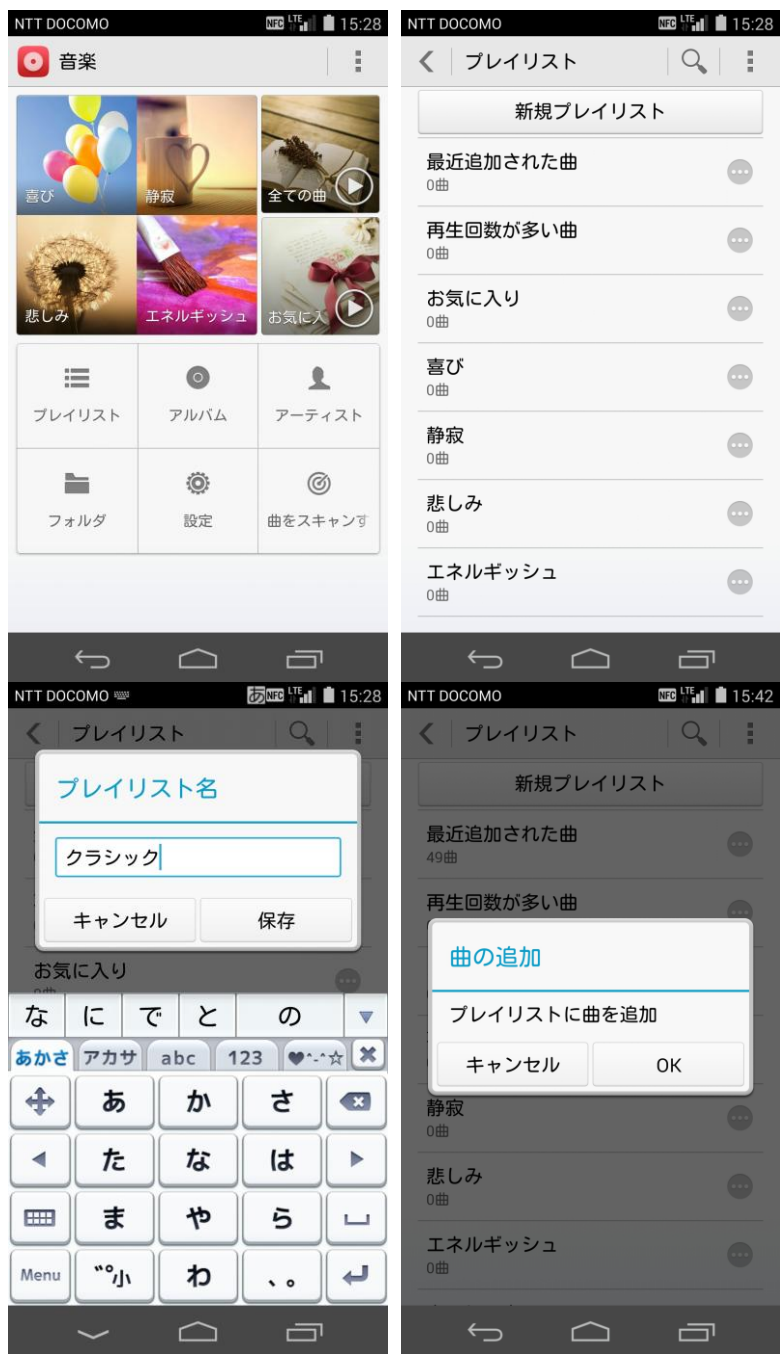 NTT DOCOMO NFC LTE 15:28
音楽
喜び
静寂
全ての曲
悲しみ
エネルギッシュ
お気に入
プレイリスト
アルバム
アーティスト
フォルダ
設定
曲をスキャンす
NTT DOCOMO NFC LTE 15:28
プレイリスト
新規プレイリスト
最近追加された曲
0曲
再生回数が多い曲
0曲
お気に入り
0曲
喜び
0曲
静寂
0曲
悲しみ
0曲
エネルギッシュ
0曲
NTT DOCOMO あ NFC LTE 15:28
プレイリスト
プレイリスト名
クラシック
キャンセル 保存
お気に入り
0曲
な に で と の
あかさ アカサ abc 123 ♥^-^☆
あ か さ
た な は
ま や ら
Menu ゛゜小 わ 、。
NTT DOCOMO NFC LTE 15:42
プレイリスト
新規プレイリスト
最近追加された曲
49曲
再生回数が多い曲
曲の追加
プレイリストに曲を追加
キャンセル OK
静寂
0曲
悲しみ
0曲
エネルギッシュ
0曲